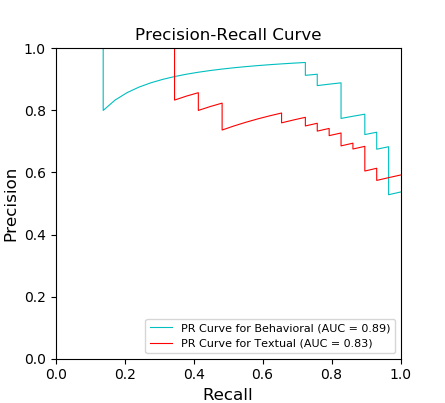 Precision-Recall Curve
1.0
0.8
0.6
0.4
0.2
0.0
Precision
0.0 0.2 0.4 0.6 0.8 1.0
Recall
PR Curve for Behavioral (AUC = 0.89)
PR Curve for Textual (AUC = 0.83)